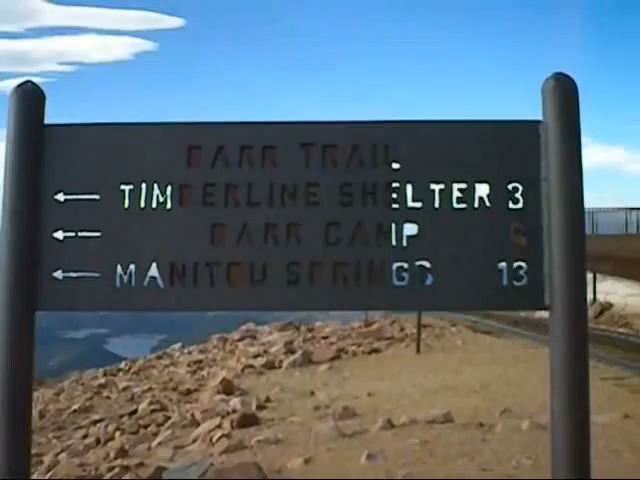 BARR TRAIL
← TIMBERLINE SHELTER 3
← BARR CAMP 6
← MANITOU SPRINGS 13